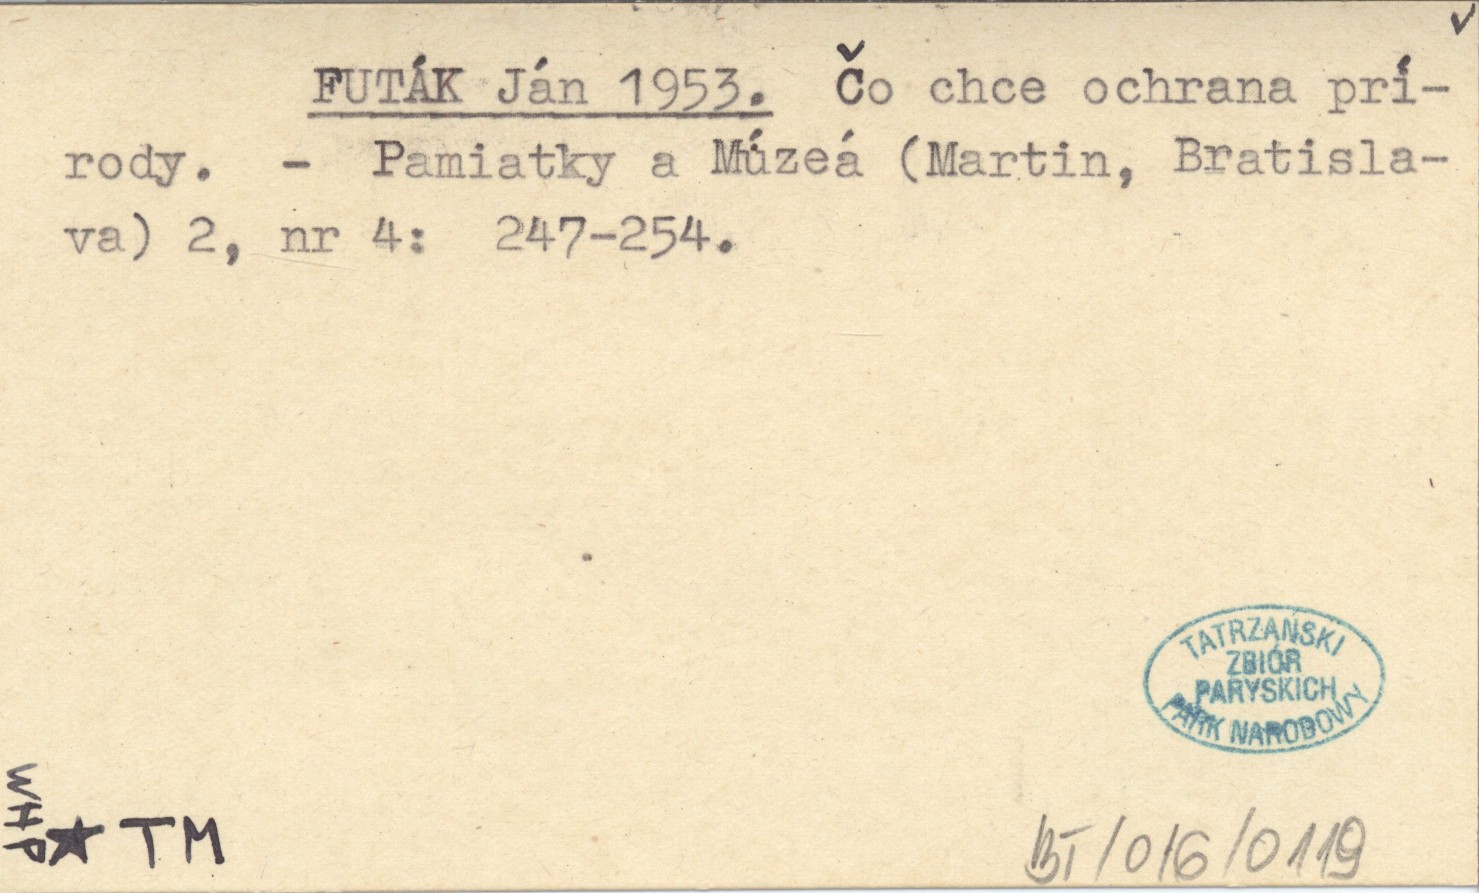 FUTÁK Ján 1953. Čo chce ochrana prí-
rody. - Pamiatky a Múzeá (Martin, Bratisla-
va) 2, nr 4: 247-254.
TATRZAŃSKI
ZBIÓR
PARYSKICH
PARK NARODOWY
WHP
★ TM
BT/016/0119